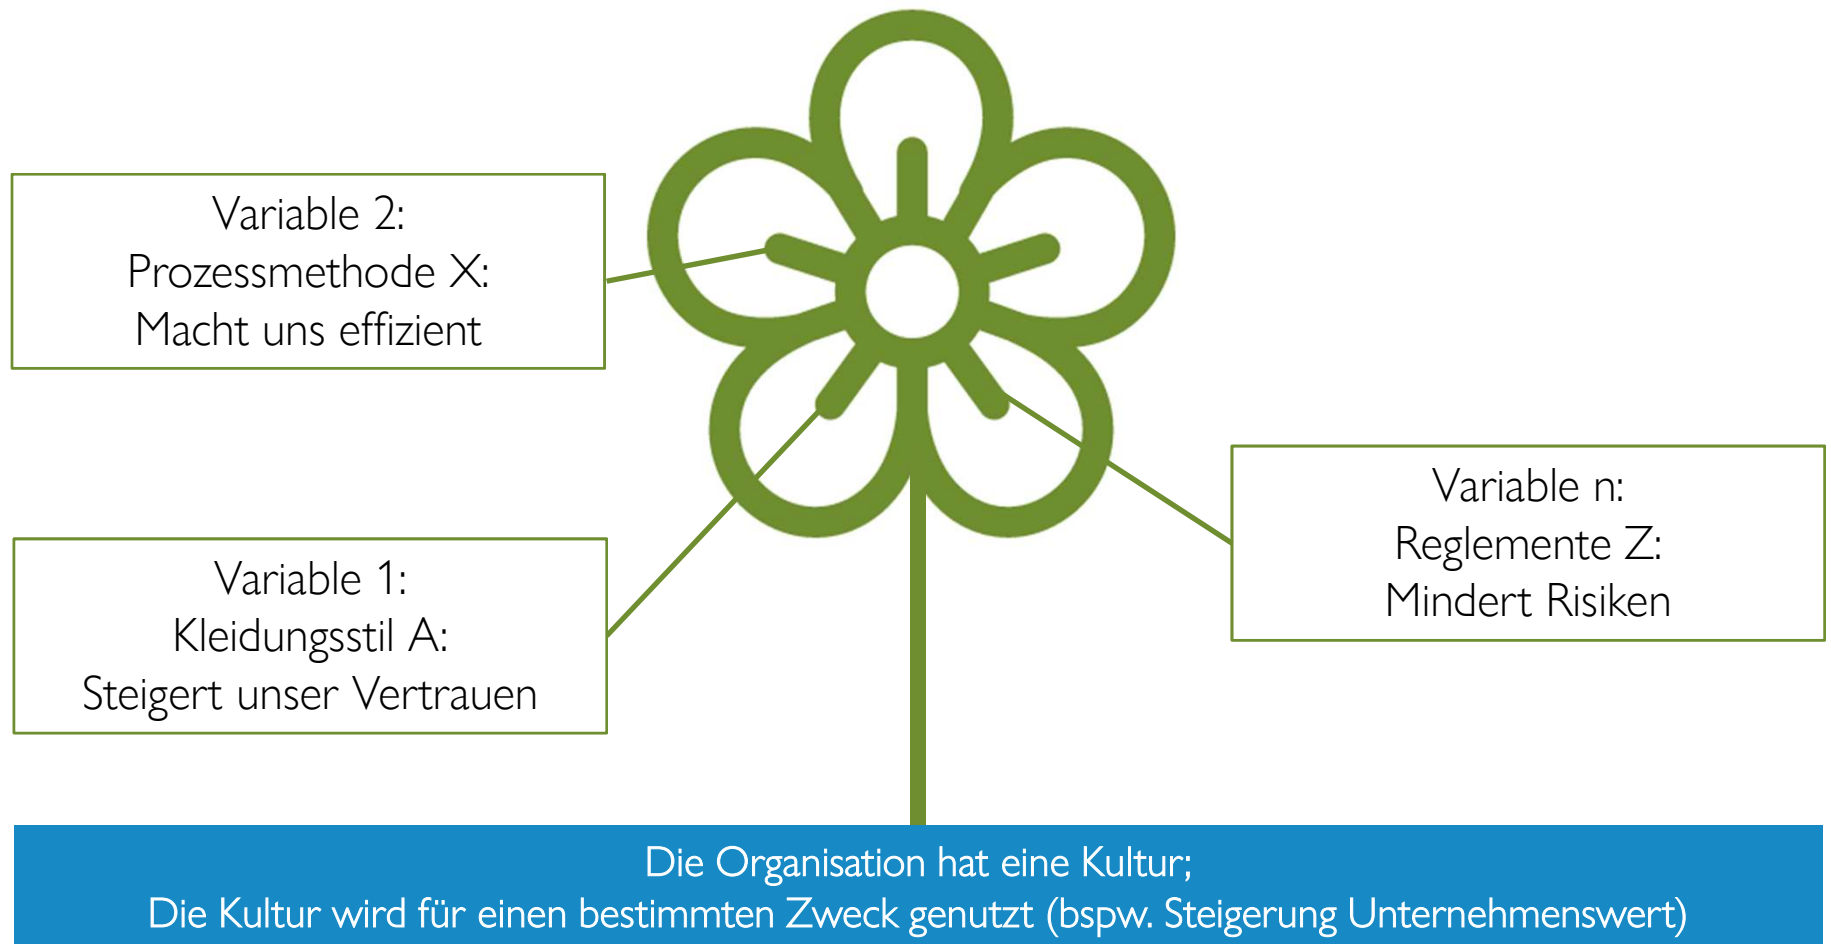 Variable 2:
Prozessmethode X:
Macht uns effizient
Variable 1:
Kleidungsstil A:
Steigert unser Vertrauen
Variable n:
Reglemente Z:
Mindert Risiken
Die Organisation hat eine Kultur;
Die Kultur wird für einen bestimmten Zweck genutzt (bspw. Steigerung Unternehmenswert)